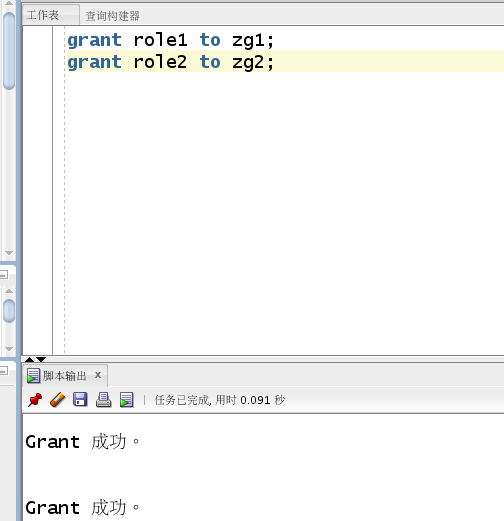 工作表 查询构建器
grant role1 to zg1;
grant role2 to zg2;
脚本输出 x
任务已完成, 用时 0.091 秒
Grant 成功。
Grant 成功。